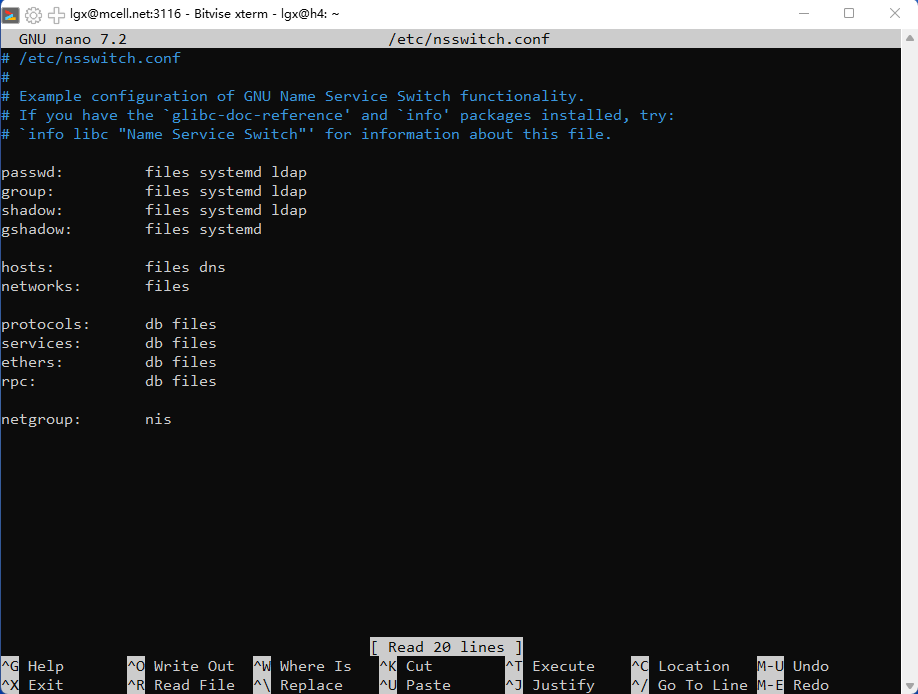 lgx@mcell.net:3116 - Bitvise xterm - lgx@h4: ~
GNU nano 7.2 /etc/nsswitch.conf
# /etc/nsswitch.conf
#
# Example configuration of GNU Name Service Switch functionality.
# If you have the `glibc-doc-reference' and `info' packages installed, try:
# `info libc "Name Service Switch"' for information about this file.
passwd: files systemd ldap
group: files systemd ldap
shadow: files systemd ldap
gshadow: files systemd
hosts: files dns
networks: files
protocols: db files
services: db files
ethers: db files
rpc: db files
netgroup: nis
[ Read 20 lines ]
^G Help ^O Write Out ^W Where Is ^K Cut ^T Execute ^C Location M-U Undo
^X Exit ^R Read File ^\ Replace ^U Paste ^J Justify ^/ Go To Line M-E Redo